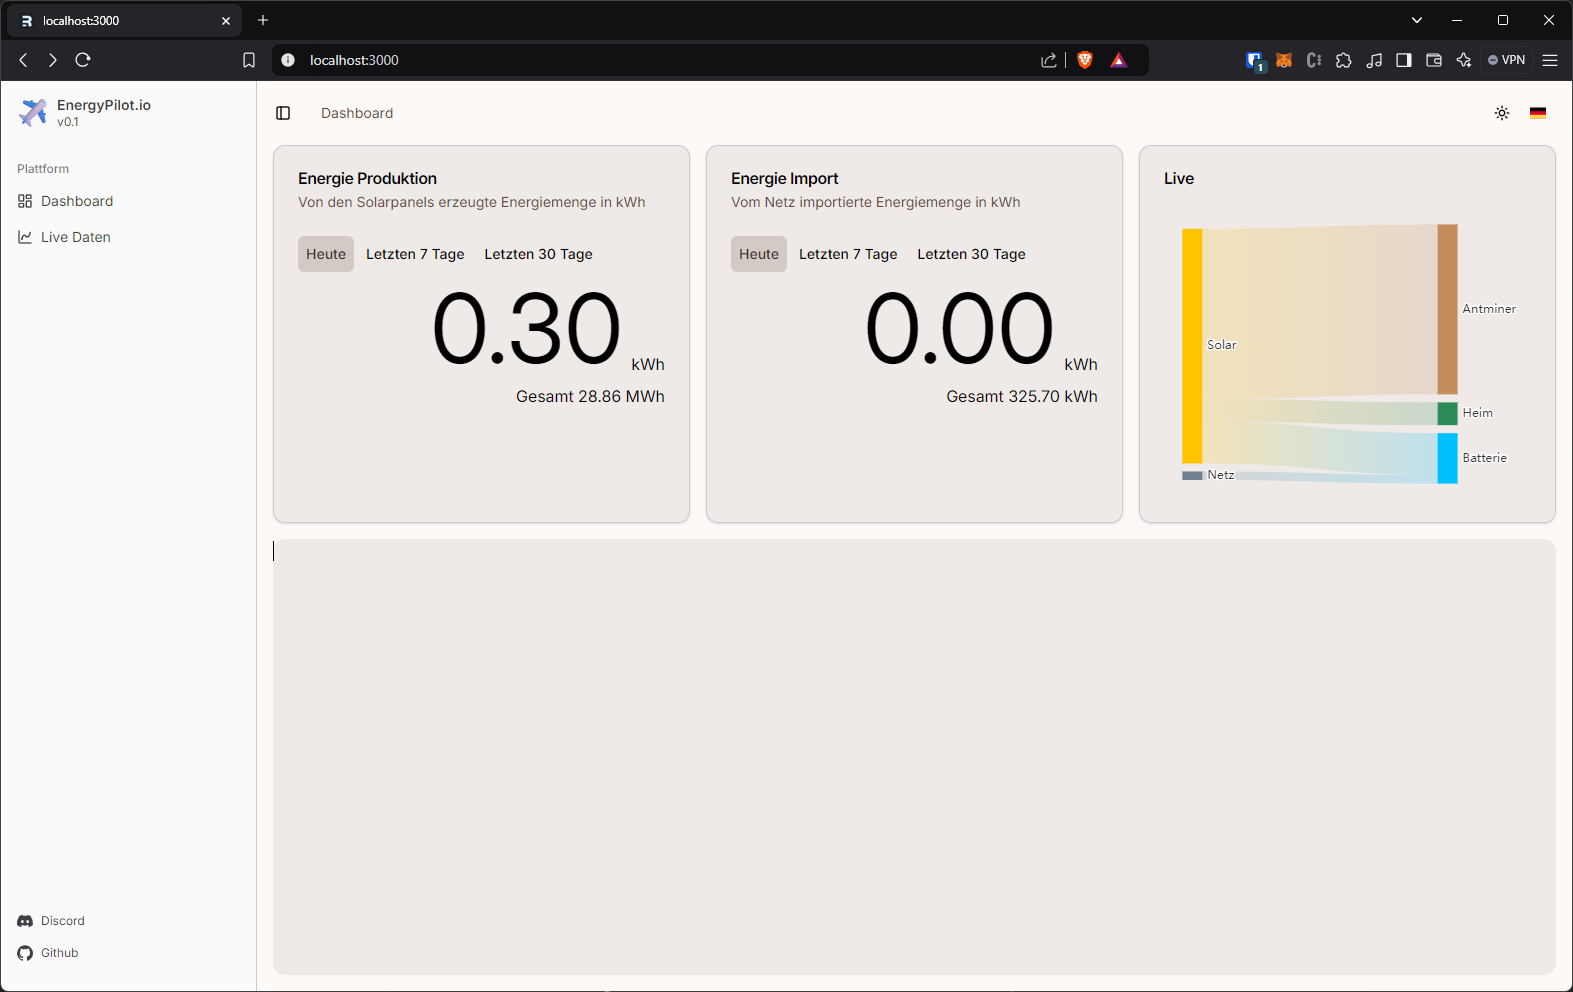 localhost:3000
localhost:3000
1
VPN
EnergyPilot.io
v0.1
Plattform
Dashboard
Live Daten
Discord
Github
Dashboard
Energie Produktion
Von den Solarpanels erzeugte Energiemenge in kWh
Heute Letzten 7 Tage Letzten 30 Tage
0.30 kWh
Gesamt 28.86 MWh
Energie Import
Vom Netz importierte Energiemenge in kWh
Heute Letzten 7 Tage Letzten 30 Tage
0.00 kWh
Gesamt 325.70 kWh
Live
Antminer
Solar
Heim
Batterie
Netz